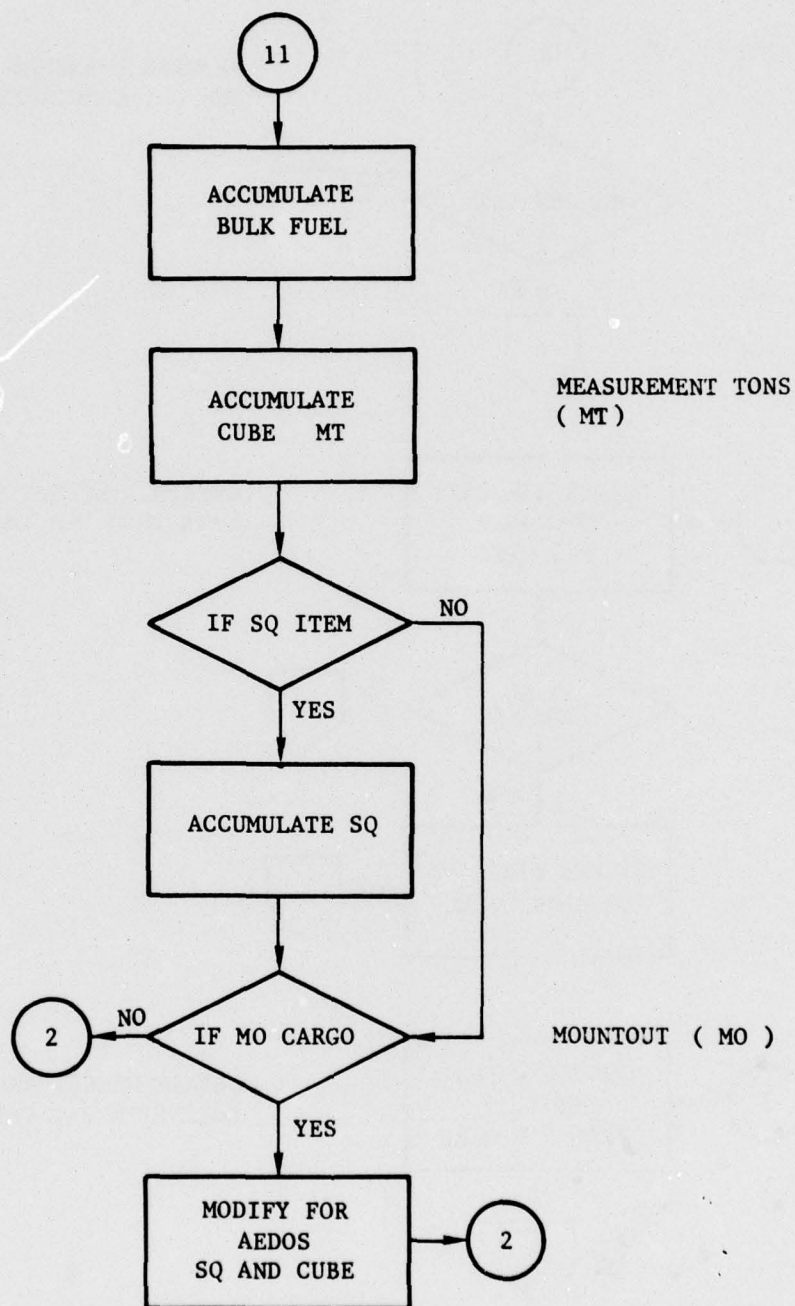 11
ACCUMULATE
BULK FUEL
ACCUMULATE
CUBE MT
MEASUREMENT TONS
( MT )
IF SQ ITEM
NO
YES
ACCUMULATE SQ
2
NO
IF MO CARGO
MOUNTOUT ( MO )
YES
MODIFY FOR
AEDOS
SQ AND CUBE
2